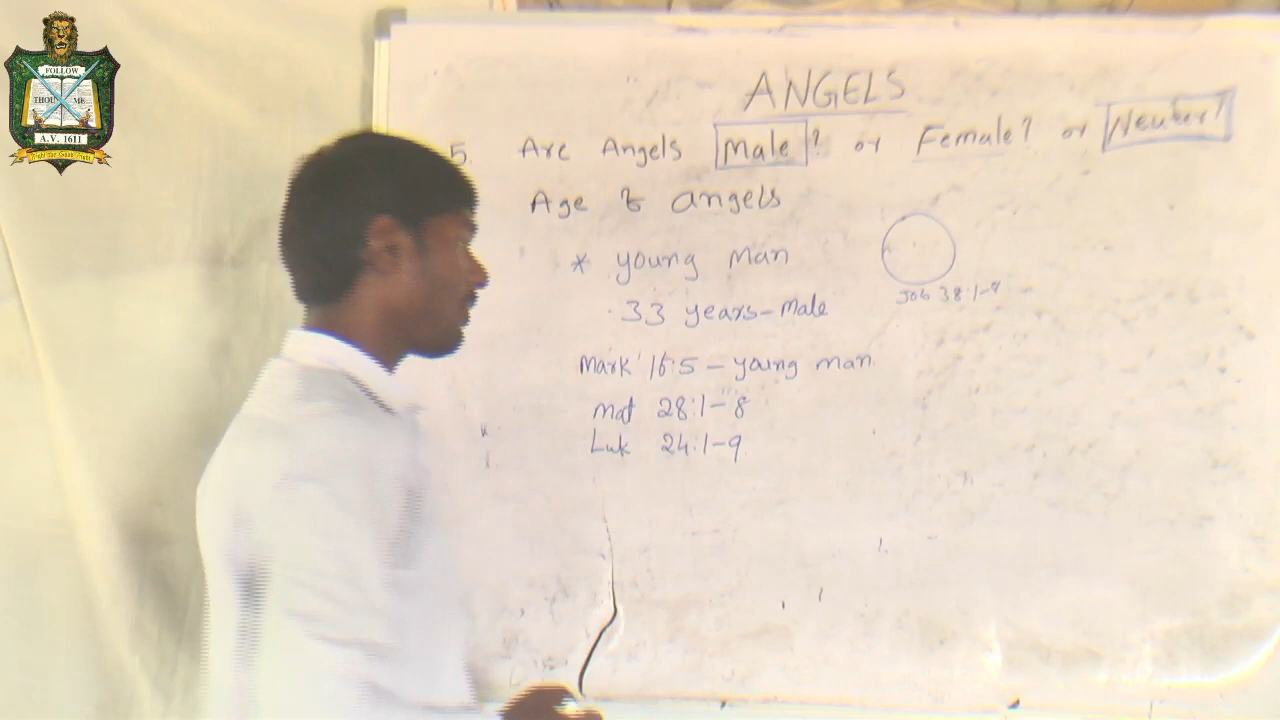 FOLLOW
THOU ME
A.V. 1611
ANGELS
5. Are Angels Male? or Female? or Neuter?
Age of angels
* young man
33 years - Male
Job 38:1-7
Mark 16:5 - young man
Mat 28:1-8
Luk 24:1-9